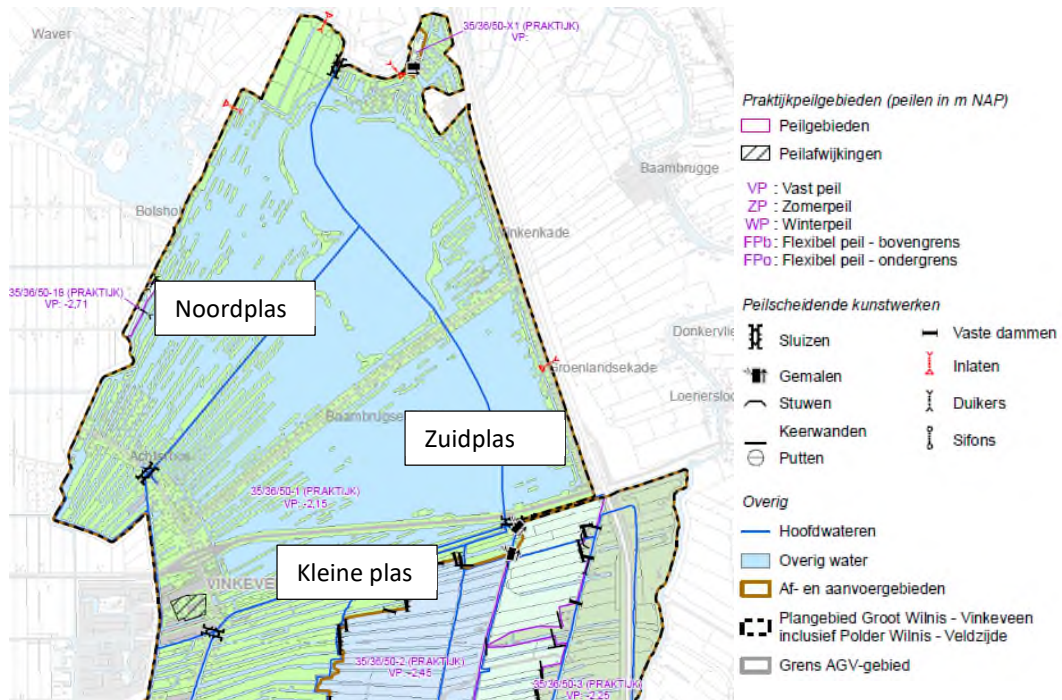 Waver
35/36/50-X1 (PRAKTIJK)
VP:
Baambrugge
Botshol
Vinkenkade
35/36/50-18 (PRAKTIJK)
VP: -2,71
Noordplas
Donkervliet
Groenlandsekade
Loenersloot
Baambrugse
Zuidplas
Achterbos
35/36/50-1 (PRAKTIJK)
VP: -2,15
Kleine plas
VINKEVEEN
35/36/50-2 (PRAKTIJK)
VP: -2,45
35/36/50-3 (PRAKTIJK)
VP: -2,25
Praktijkpeilgebieden (peilen in m NAP)
Peilgebieden
Peilafwijkingen
VP : Vast peil
ZP : Zomerpeil
WP : Winterpeil
FPb : Flexibel peil - bovengrens
FPo : Flexibel peil - ondergrens
Peilscheidende kunstwerken
Sluizen
Gemalen
Stuwen
Keerwanden
Putten
Vaste dammen
Inlaten
Duikers
Sifons
Overig
Hoofdwateren
Overig water
Af- en aanvoergebieden
Plangebied Groot Wilnis - Vinkeveen
inclusief Polder Wilnis - Veldzijde
Grens AGV-gebied